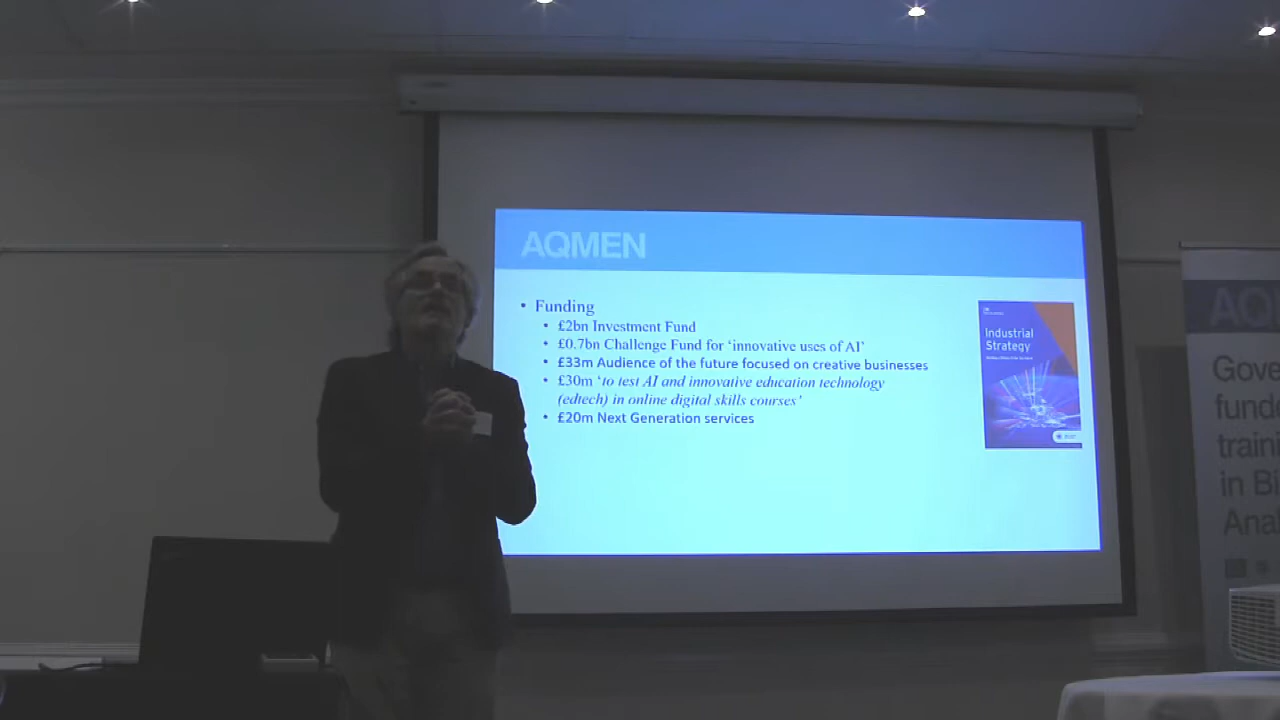 AQMEN
• Funding
• £2bn Investment Fund
• £0.7bn Challenge Fund for ‘innovative uses of AI’
• £33m Audience of the future focused on creative businesses
• £30m ‘to test AI and innovative education technology
(edtech) in online digital skills courses’
• £20m Next Generation services
Industrial
Strategy
AQ
Gove
funde
traini
in Bi
Ana